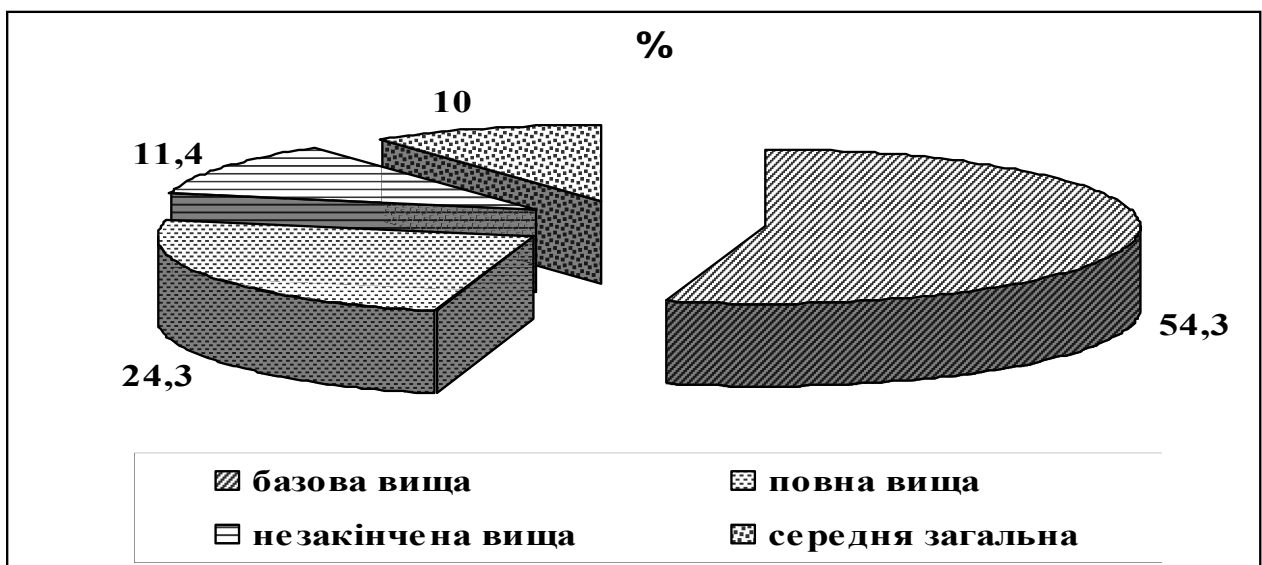 %
10
11,4
54,3
24,3
базова вища
повна вища
незакінчена вища
середня загальна